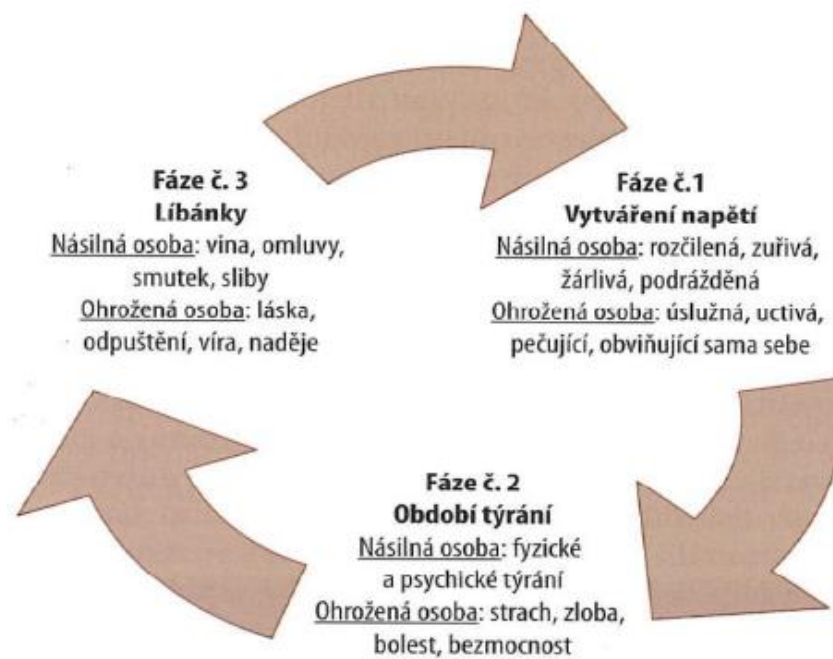 Fáze č. 3
Líbánky
Násilná osoba: vina, omluvy,
smutek, sliby
Ohrožená osoba: láska,
odpuštění, víra, naděje
Fáze č.1
Vytváření napětí
Násilná osoba: rozčilená, zuřivá,
žárlivá, podrážděná
Ohrožená osoba: úslužná, uctivá,
pečující, obviňující sama sebe
Fáze č. 2
Období týrání
Násilná osoba: fyzické
a psychické týrání
Ohrožená osoba: strach, zloba,
bolest, bezmocnost